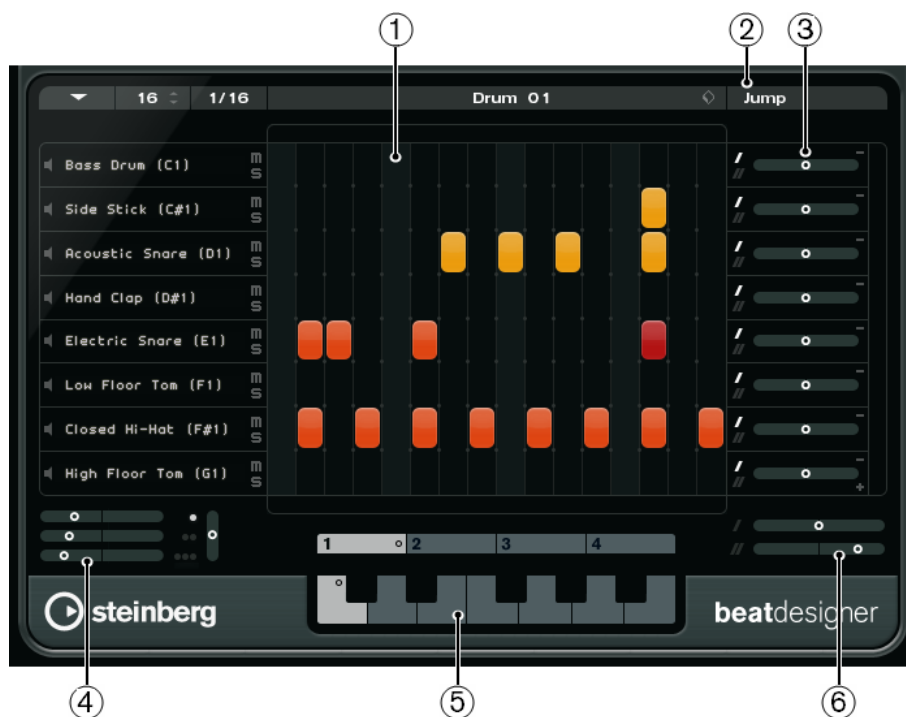 ① ② ③
16 1/16 Drum 01 Jump
Bass Drum (C1) m s
Side Stick (C#1) m s
Acoustic Snare (D1) m s
Hand Clap (D#1) m s
Electric Snare (E1) m s
Low Floor Tom (F1) m s
Closed Hi-Hat (F#1) m s
High Floor Tom (G1) m s
1 2 3 4
steinberg beatdesigner
④ ⑤ ⑥